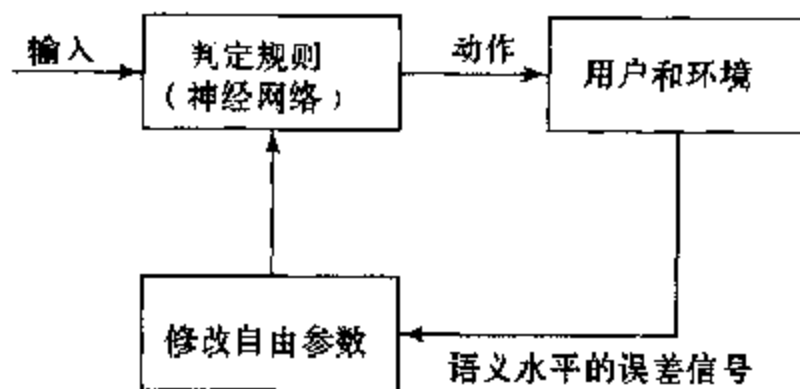 输入
判定规则
（神经网络）
动作
用户和环境
修改自由参数
语义水平的误差信号